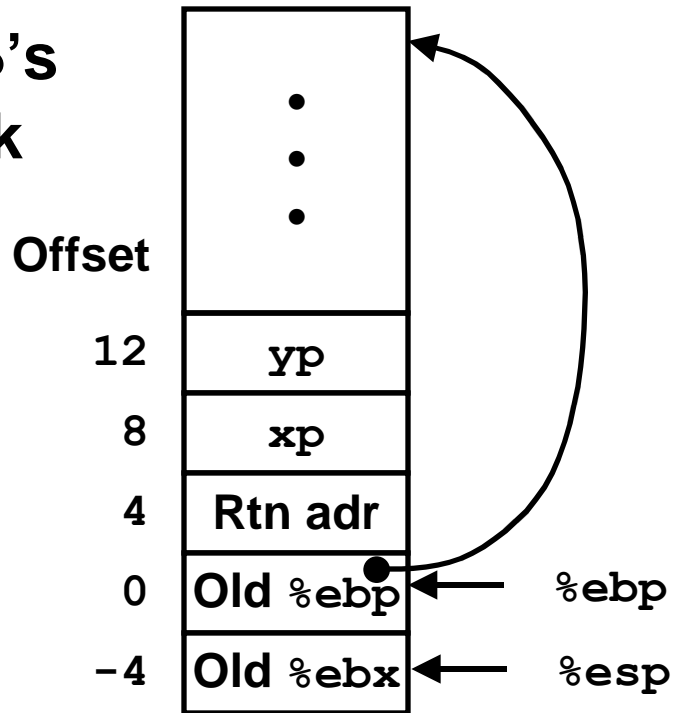 ’s
k
Offset
12 yp
8 xp
4 Rtn adr
0 Old %ebp %ebp
-4 Old %ebx %esp